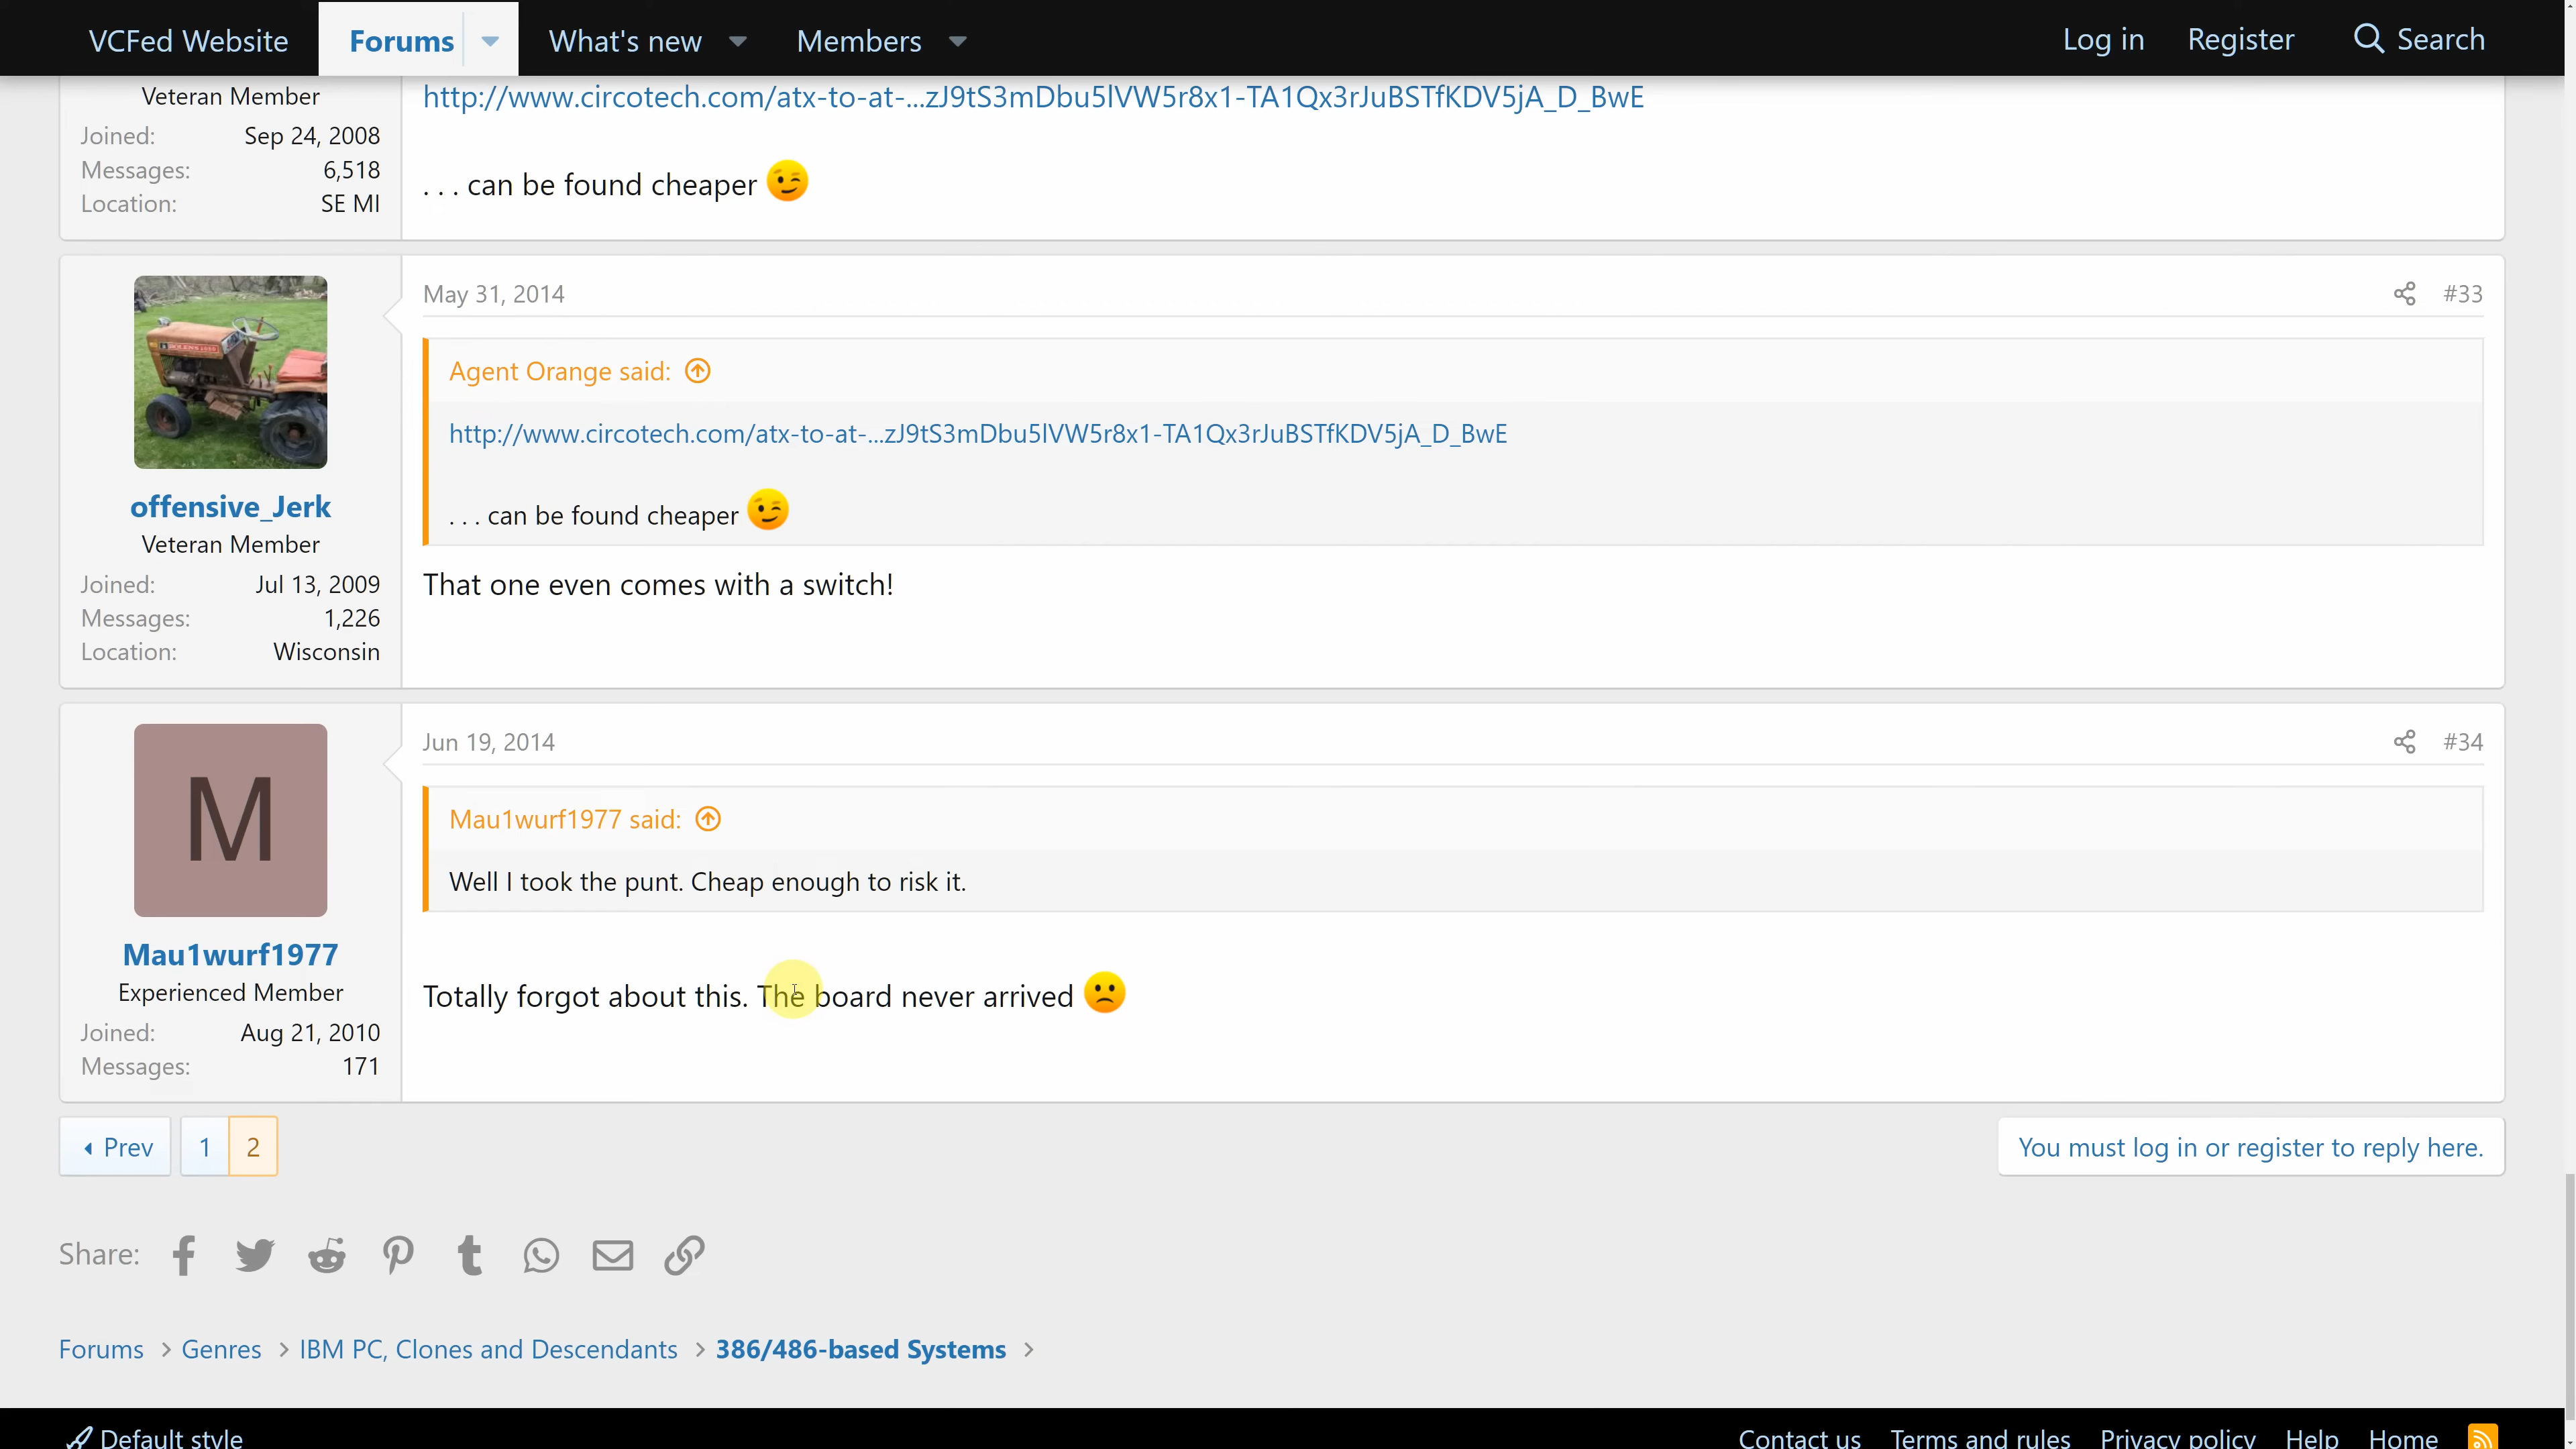 VCFed Website Forums What's new Members Log in Register Search
Veteran Member
Joined: Sep 24, 2008
Messages: 6,518
Location: SE MI
http://www.circotech.com/atx-to-at-...zJ9tS3mDbu5lVW5r8x1-TA1Qx3rJuBSTfKDV5jA_D_BwE
. . . can be found cheaper
offensive_Jerk
Veteran Member
Joined: Jul 13, 2009
Messages: 1,226
Location: Wisconsin
May 31, 2014 #33
Agent Orange said:
http://www.circotech.com/atx-to-at-...zJ9tS3mDbu5lVW5r8x1-TA1Qx3rJuBSTfKDV5jA_D_BwE
. . . can be found cheaper
That one even comes with a switch!
M
Mau1wurf1977
Experienced Member
Joined: Aug 21, 2010
Messages: 171
Jun 19, 2014 #34
Mau1wurf1977 said:
Well I took the punt. Cheap enough to risk it.
Totally forgot about this. The board never arrived
Prev 1 2 You must log in or register to reply here.
Share:
Forums Genres IBM PC, Clones and Descendants 386/486-based Systems
Default style Contact us Terms and rules Privacy policy Help Home